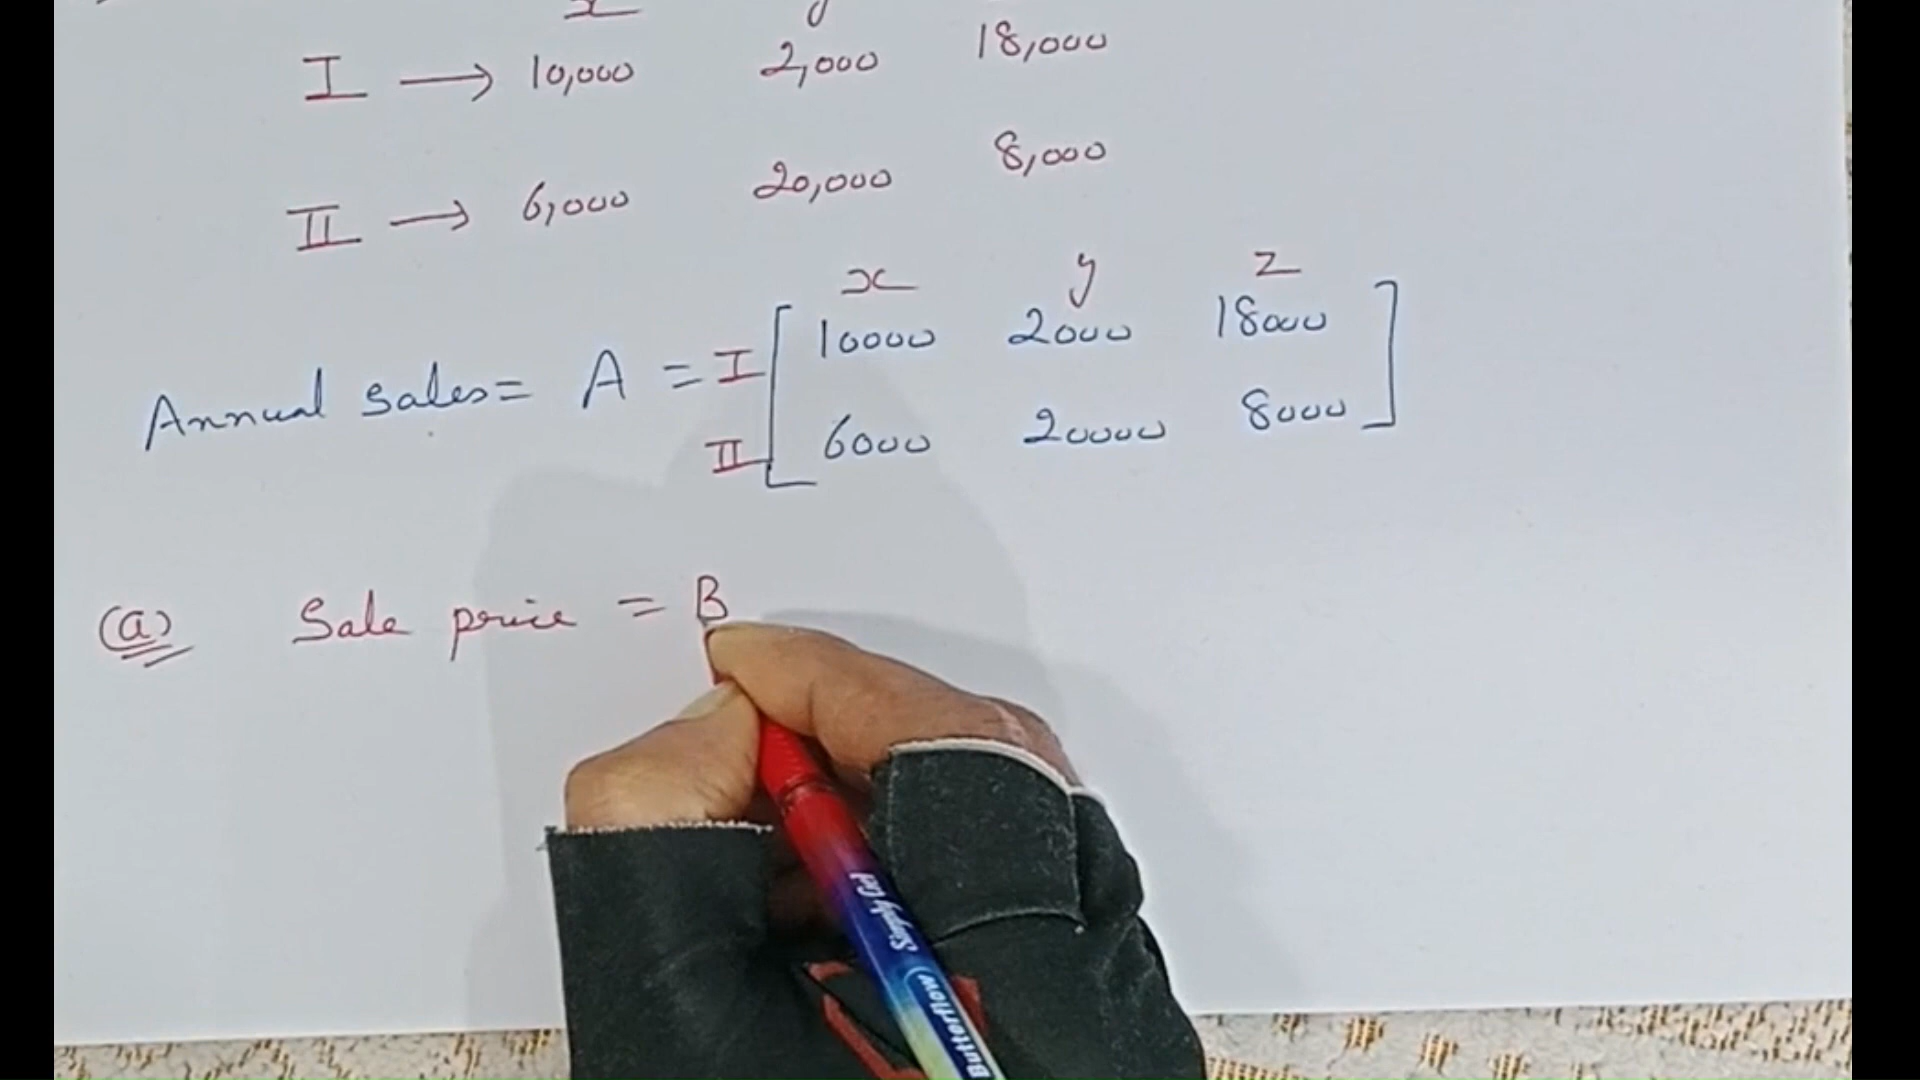 x y
I → 10,000 2,000 18,000
II → 6,000 20,000 8,000
x y z
Annual Sales = A = I [ 10000 2000 18000
II 6000 20000 8000 ]
(a) Sale price = B
Simply Gel
Butterflow